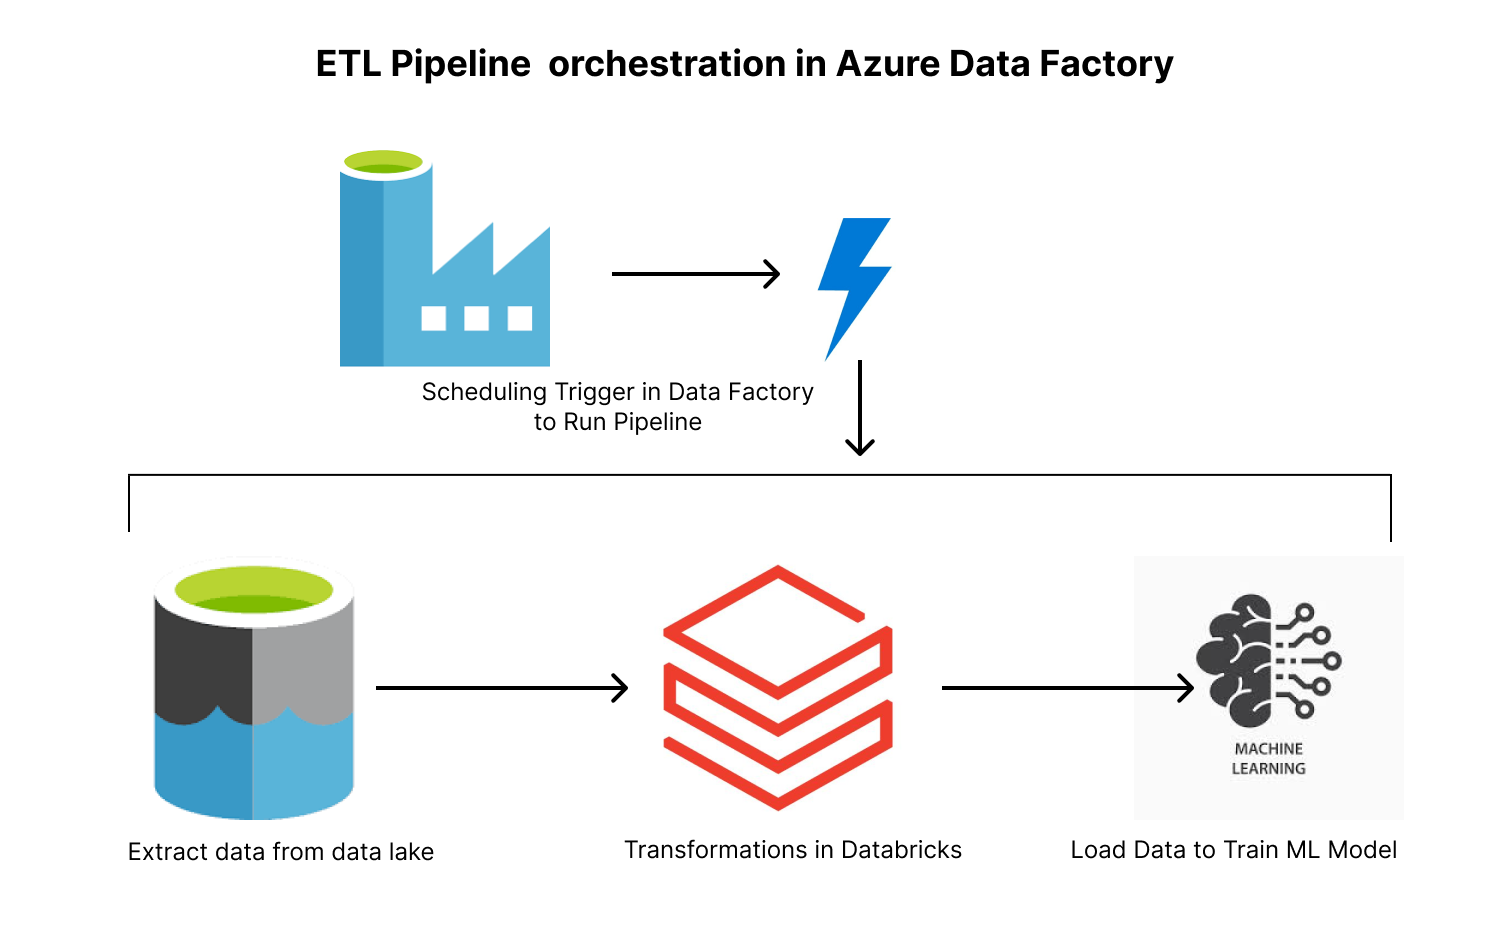 ETL Pipeline  orchestration in Azure Data Factory
Scheduling Trigger in Data Factory
to Run Pipeline
MACHINE
LEARNING
Extract data from data lake
Transformations in Databricks
Load Data to Train ML Model